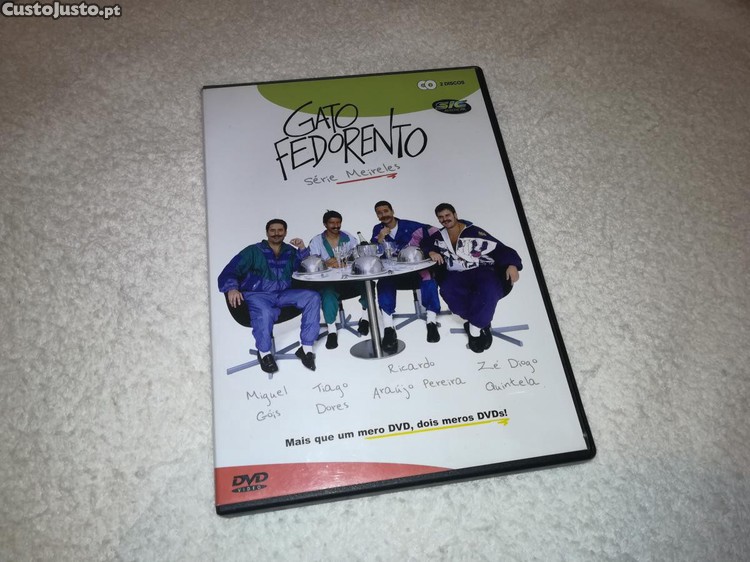 CustoJusto.pt
2 DISCOS
SIC
GATO
FEDORENTO
Série Meireles
Miguel Góis
Tiago Dores
Ricardo Araújo Pereira
Zé Diogo Quintela
Mais que um mero DVD, dois meros DVDs!
DVD
VIDEO